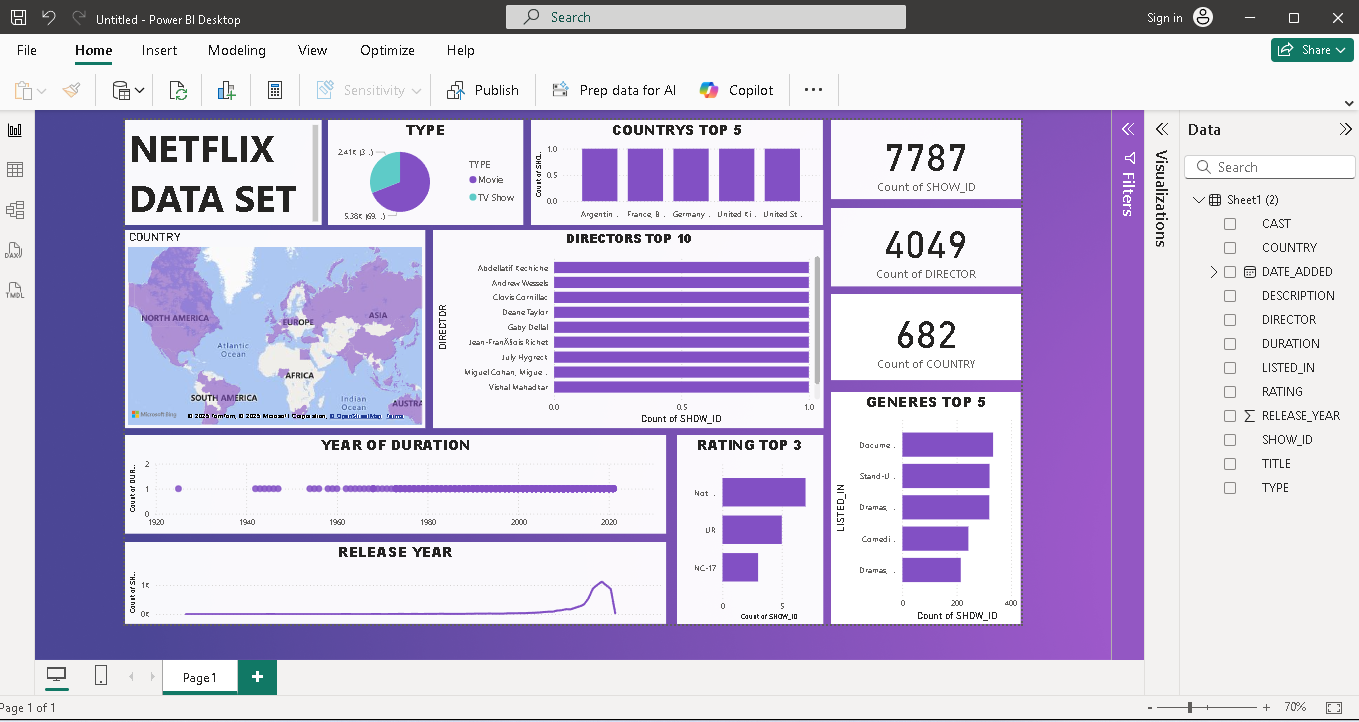 Untitled - Power BI Desktop
Search
Sign in
File
Home
Insert
Modeling
View
Optimize
Help
Share
Sensitivity
Publish
Prep data for AI
Copilot
NETFLIX
DATA SET
TYPE
2.41K (3...)
5.38K (69...)
TYPE
Movie
TV Show
COUNTRYS TOP 5
Count of SHO...
1.0
0.5
0.0
Argentin...
France, B...
Germany...
United Ki...
United St...
7787
Count of SHOW_ID
4049
Count of DIRECTOR
682
Count of COUNTRY
COUNTRY
NORTH AMERICA
EUROPE
ASIA
Atlantic
Ocean
AFRICA
SOUTH AMERICA
Indian
Ocean
AUSTRA
Microsoft Bing
© 2025 TomTom, © 2025 Microsoft Corporation, © OpenStreetMap Terms
DIRECTORS TOP 10
DIRECTOR
Abdellatif Kechiche
Andrew Wessels
Clovis Cornillac
Deane Taylor
Gaby Dellal
Jean-FranÃ§ois Richet
July Hygreck
Miguel Cohan, Migue...
Vishal Mahadkar
0.0
0.5
1.0
Count of SHOW_ID
YEAR OF DURATION
Count of DUR...
2
1
0
1920
1940
1960
1980
2000
2020
RELEASE YEAR
Count of SH...
1K
0K
RATING TOP 3
Not ...
UR
NC-17
0
5
Count of SHOW_ID
GENERES TOP 5
LISTED_IN
Docume...
Stand-U...
Dramas, ...
Comedi...
Dramas, ...
0
200
400
Count of SHOW_ID
Filters
Visualizations
Data
Search
Sheet1 (2)
CAST
COUNTRY
DATE_ADDED
DESCRIPTION
DIRECTOR
DURATION
LISTED_IN
RATING
RELEASE_YEAR
SHOW_ID
TITLE
TYPE
DAX
TMDL
Page1
Page 1 of 1
70%